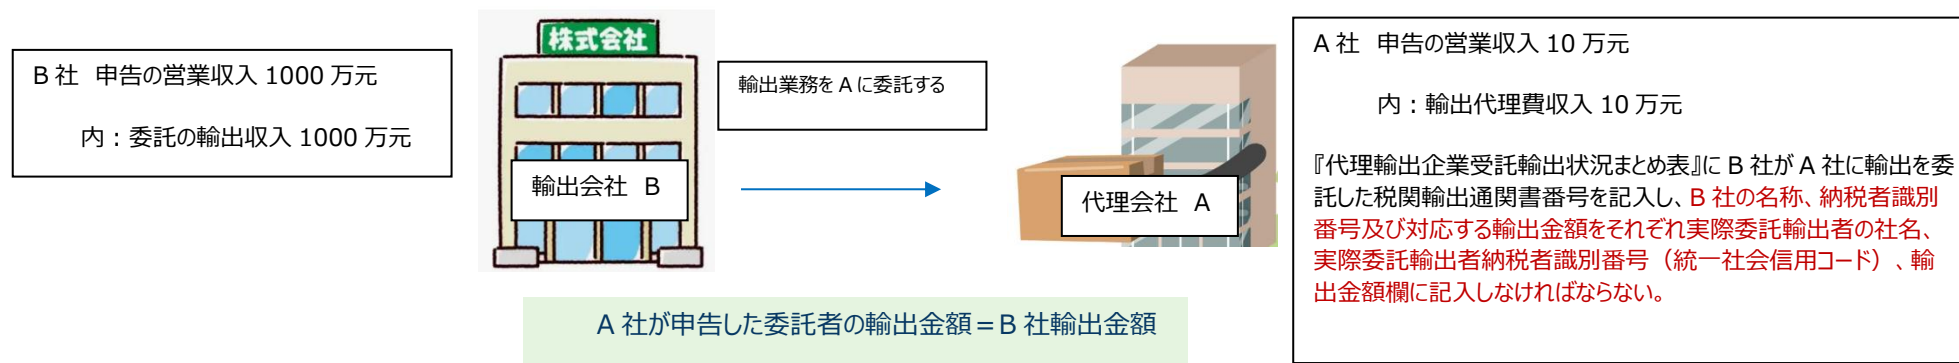 B 社 申告の営業収入 1000 万元
内：委託の輸出収入 1000 万元
株式会社
輸出会社 B
輸出業務を A に委託する
代理会社 A
A 社が申告した委託者の輸出金額＝B 社輸出金額
A 社 申告の営業収入 10 万元
内：輸出代理費収入 10 万元
『代理輸出企業受託輸出状況まとめ表』に B 社が A 社に輸出を委
託した税関輸出通関書番号を記入し、B 社の名称、納税者識別
番号及び対応する輸出金額をそれぞれ実際委託輸出者の社名、
実際委託輸出者納税者識別番号（統一社会信用コード）、輸
出金額欄に記入しなければならない。